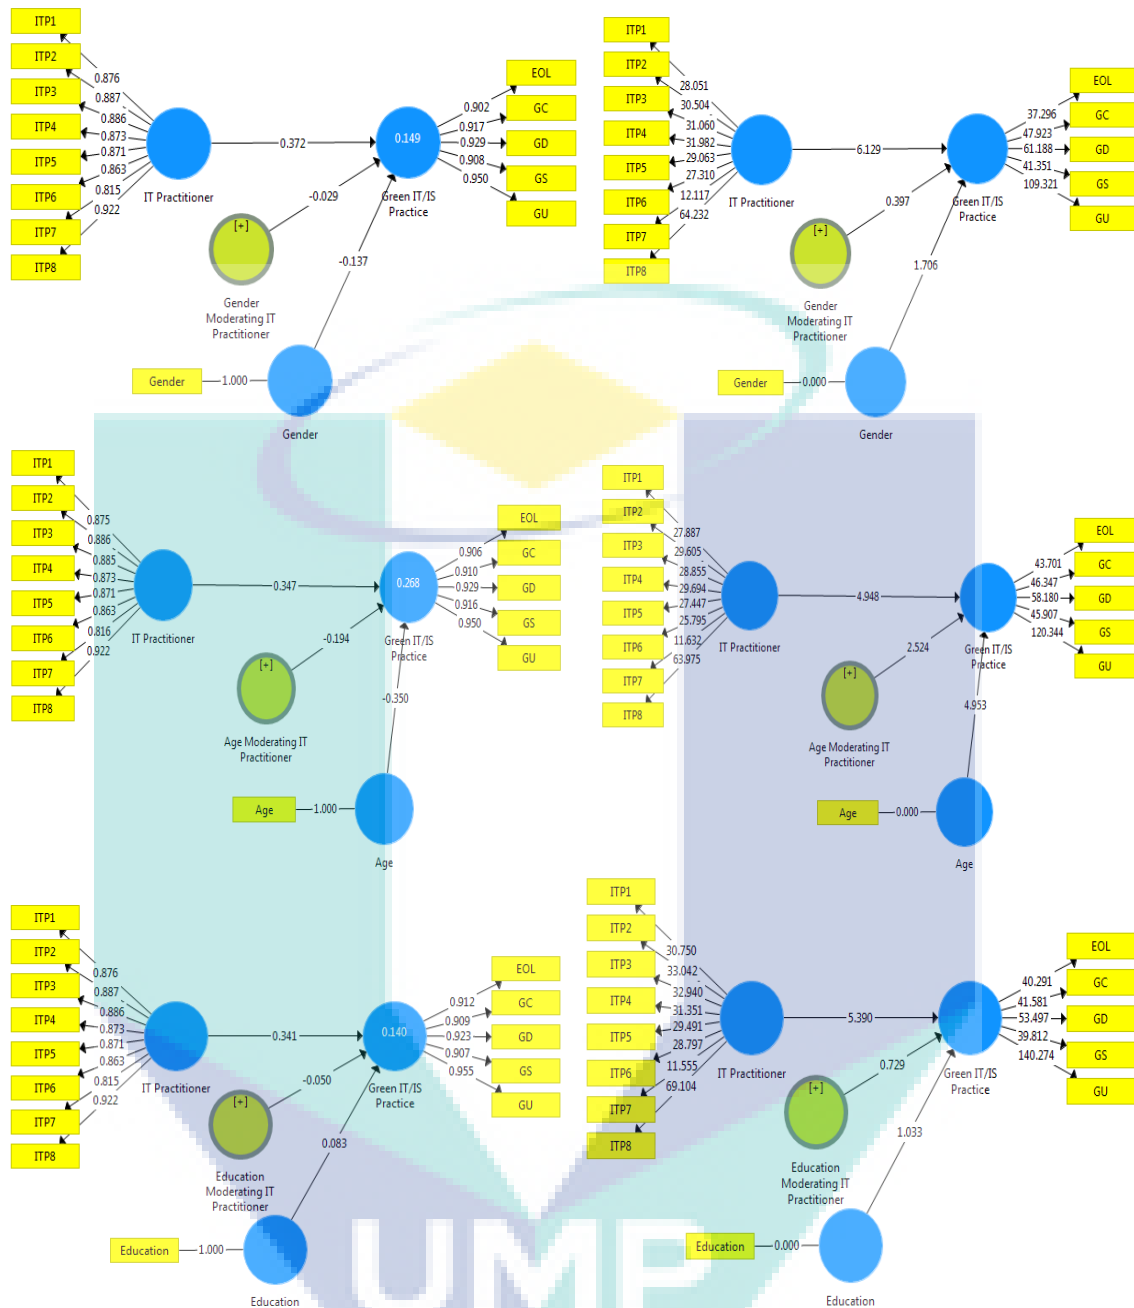 ITP1
ITP2
ITP3
ITP4
ITP5
ITP6
ITP7
ITP8
0.876
0.887
0.886
0.873
0.871
0.863
0.815
0.922
IT Practitioner
0.372
0.149
Green IT/IS
Practice
0.902
0.917
0.929
0.908
0.950
EOL
GC
GD
GS
GU
-0.029
[+]
Gender
Moderating IT
Practitioner
-0.137
Gender
1.000
Gender
ITP1
ITP2
ITP3
ITP4
ITP5
ITP6
ITP7
ITP8
28.051
30.504
31.060
31.982
29.063
27.310
12.117
64.232
IT Practitioner
6.129
Green IT/IS
Practice
37.296
47.923
61.188
41.351
109.321
EOL
GC
GD
GS
GU
0.397
[+]
Gender
Moderating IT
Practitioner
1.706
Gender
0.000
Gender
ITP1
ITP2
ITP3
ITP4
ITP5
ITP6
ITP7
ITP8
0.875
0.886
0.885
0.873
0.871
0.863
0.816
0.922
IT Practitioner
0.347
0.268
Green IT/IS
Practice
0.906
0.910
0.929
0.916
0.950
EOL
GC
GD
GS
GU
-0.194
[+]
Age Moderating IT
Practitioner
-0.350
Age
1.000
Age
ITP1
ITP2
ITP3
ITP4
ITP5
ITP6
ITP7
ITP8
27.887
29.605
28.855
29.694
27.447
25.795
11.632
63.975
IT Practitioner
4.948
Green IT/IS
Practice
43.701
46.347
58.180
45.907
120.344
EOL
GC
GD
GS
GU
2.524
[+]
Age Moderating IT
Practitioner
4.953
Age
0.000
Age
ITP1
ITP2
ITP3
ITP4
ITP5
ITP6
ITP7
ITP8
0.876
0.887
0.886
0.873
0.871
0.863
0.815
0.922
IT Practitioner
0.341
0.140
Green IT/IS
Practice
0.912
0.909
0.923
0.907
0.955
EOL
GC
GD
GS
GU
-0.050
[+]
Education
Moderating IT
Practitioner
0.083
Education
1.000
Education
ITP1
ITP2
ITP3
ITP4
ITP5
ITP6
ITP7
ITP8
30.750
33.042
32.940
31.351
29.491
28.797
11.555
69.104
IT Practitioner
5.390
Green IT/IS
Practice
40.291
41.581
53.497
39.812
140.274
EOL
GC
GD
GS
GU
0.729
[+]
Education
Moderating IT
Practitioner
1.033
Education
0.000
Education
UMP